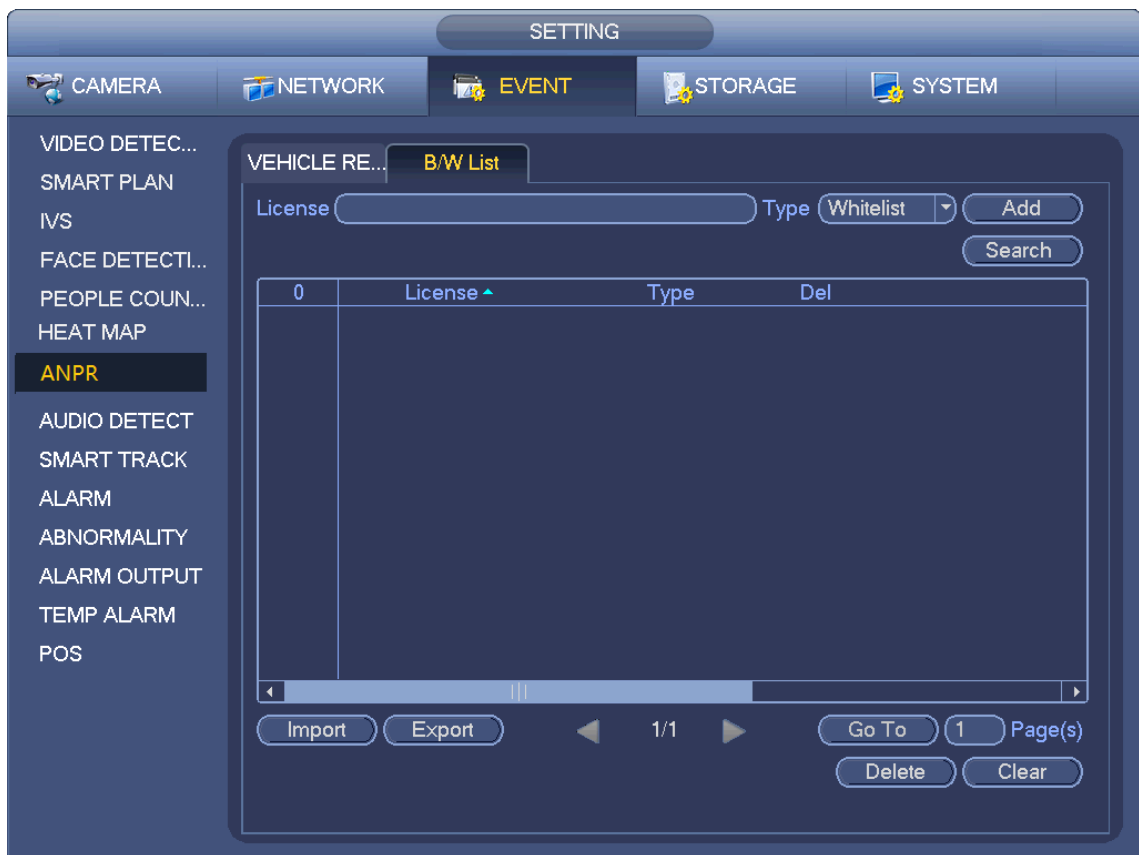 SETTING
CAMERA NETWORK EVENT STORAGE SYSTEM
VIDEO DETEC...
SMART PLAN
IVS
FACE DETECTI...
PEOPLE COUN...
HEAT MAP
ANPR
AUDIO DETECT
SMART TRACK
ALARM
ABNORMALITY
ALARM OUTPUT
TEMP ALARM
POS
VEHICLE RE... B/W List
License Type Whitelist Add
Search
0 License Type Del
Import Export 1/1 Go To 1 Page(s)
Delete Clear